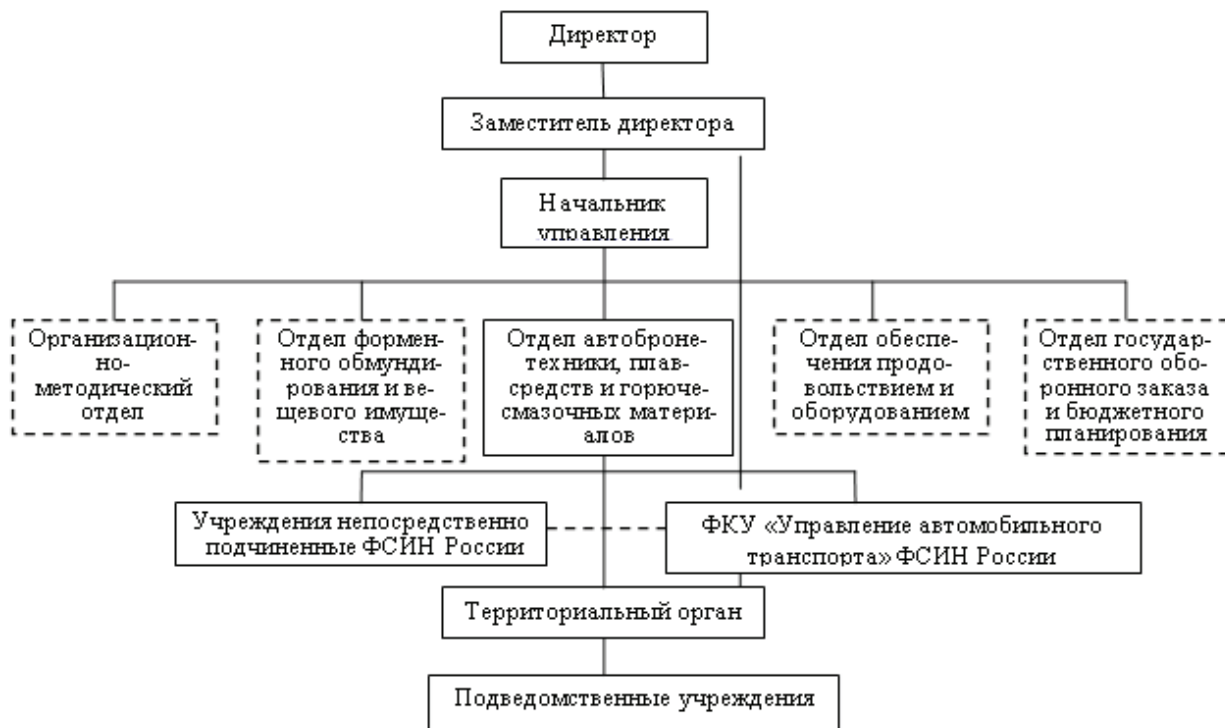 Директор
Заместитель директора
Начальник
управления
Организацион-
но-
методический
отдел
Отдел формен-
ного обмунди-
рования и ве-
щевого имуще-
ства
Отдел автоброне-
техники, плав-
средств и горюче-
смазочных матери-
алов
Отдел обеспе-
чения продо-
вольствием и
оборудованием
Отдел государ-
ственного обо-
ронного заказа
и бюджетного
планирования
Учреждения непосредственно
подчиненные ФСИН России
ФКУ «Управление автомобильного
транспорта» ФСИН России
Территориальный орган
Подведомственные учреждения